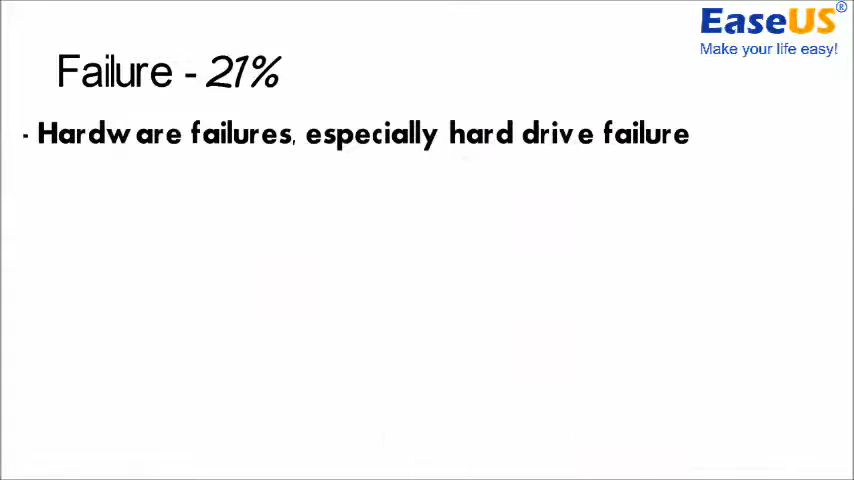 EaseUS®
Make your life easy!
Failure - 21%
- Hardware failures, especially hard drive failure